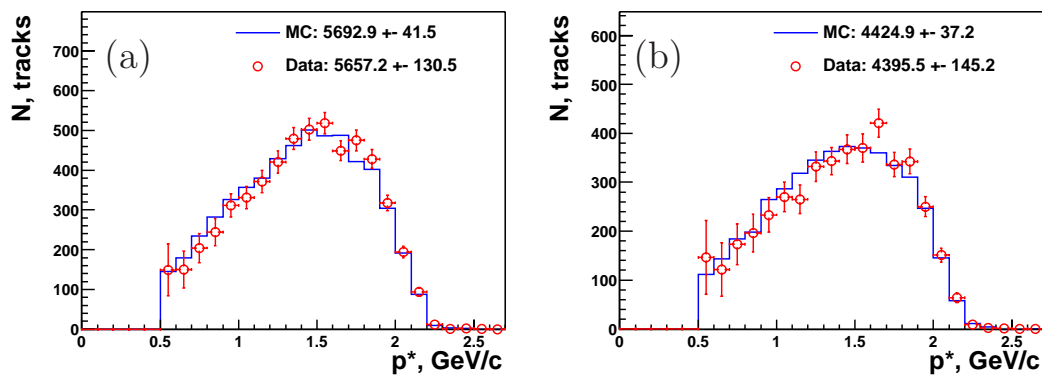 (a)
MC: 5692.9 +- 41.5
Data: 5657.2 +- 130.5
N, tracks
700
600
500
400
300
200
100
0
0 0.5 1 1.5 2 2.5
p*, GeV/c
(b)
MC: 4424.9 +- 37.2
Data: 4395.5 +- 145.2
N, tracks
600
500
400
300
200
100
0
0 0.5 1 1.5 2 2.5
p*, GeV/c